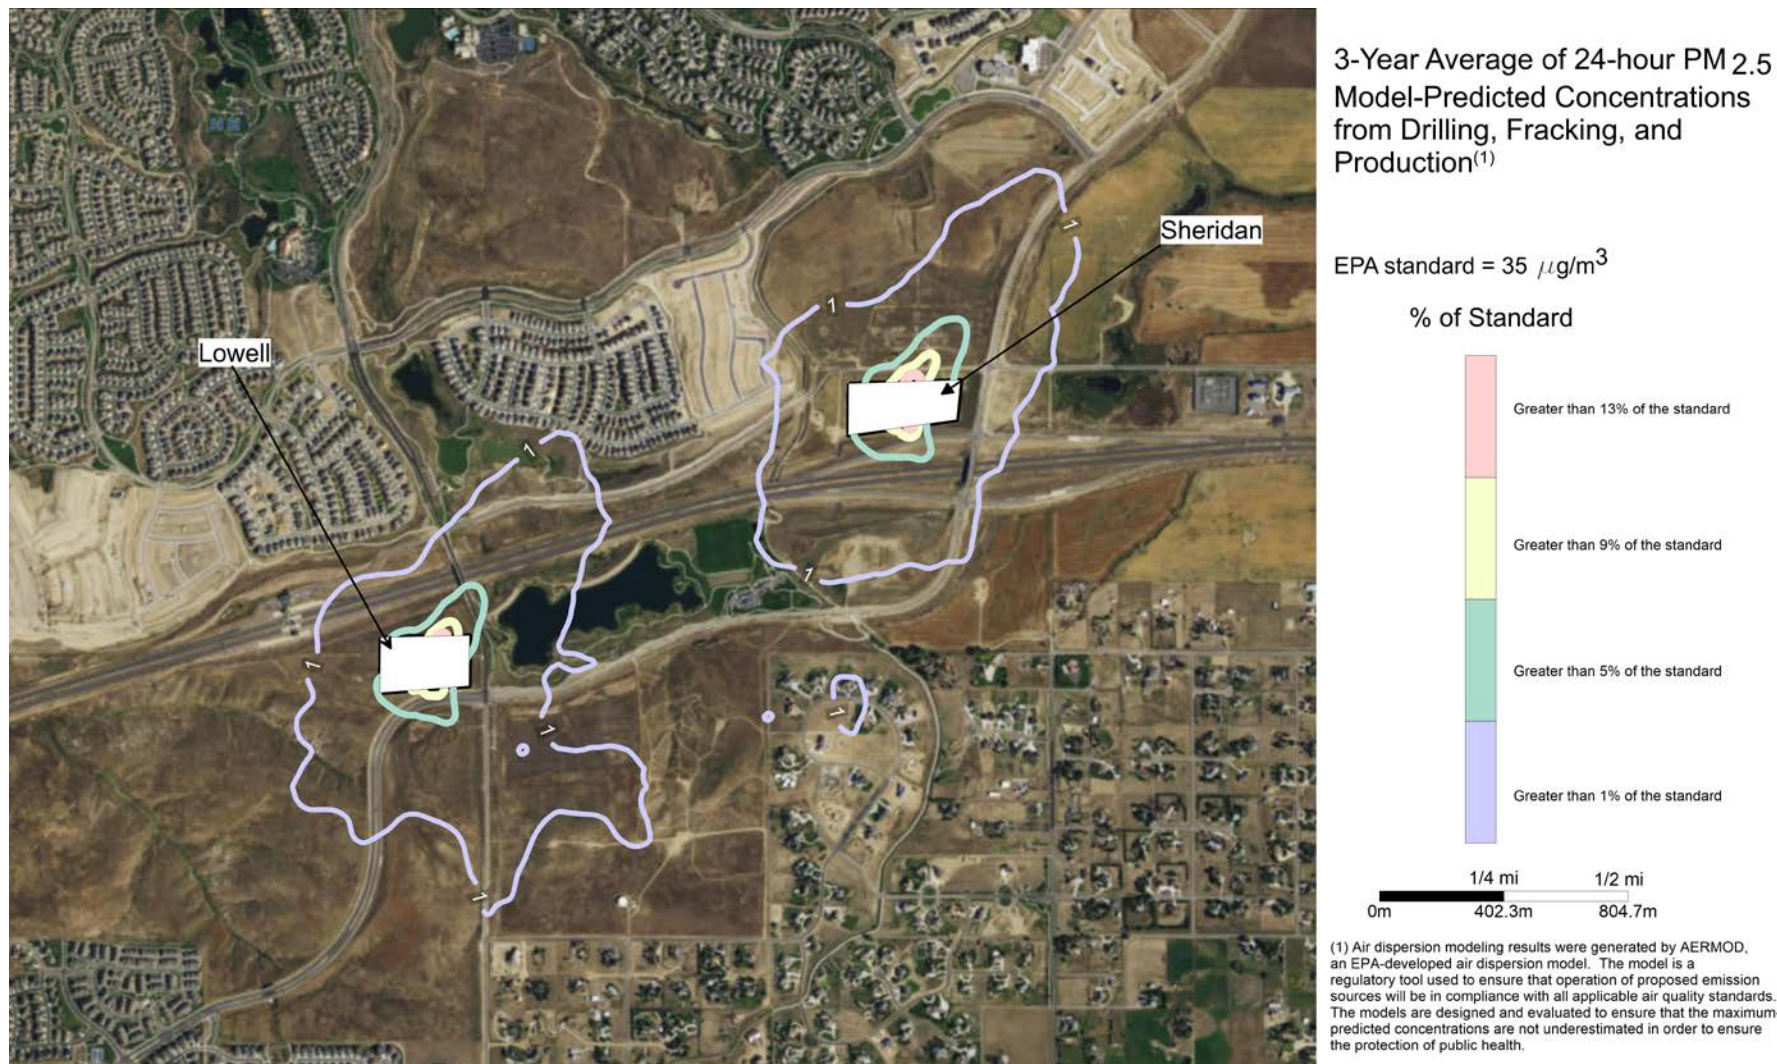 3-Year Average of 24-hour PM 2.5
Model-Predicted Concentrations
from Drilling, Fracking, and
Production(1)
EPA standard = 35 μg/m3
% of Standard
Greater than 13% of the standard
Greater than 9% of the standard
Greater than 5% of the standard
Greater than 1% of the standard
1/4 mi 1/2 mi
0m 402.3m 804.7m
(1) Air dispersion modeling results were generated by AERMOD,
an EPA-developed air dispersion model. The model is a
regulatory tool used to ensure that operation of proposed emission
sources will be in compliance with all applicable air quality standards.
The models are designed and evaluated to ensure that the maximum
predicted concentrations are not underestimated in order to ensure
the protection of public health.
Sheridan
Lowell
1
1
1
1
1
1
1
1